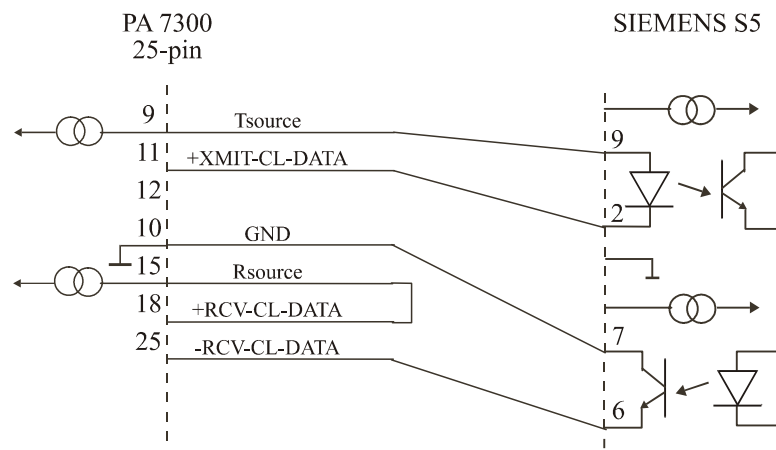 PA 7300
25-pin
SIEMENS S5
9
Tsource
11
+XMIT-CL-DATA
12
10
GND
15
Rsource
18
+RCV-CL-DATA
25
-RCV-CL-DATA
9
2
7
6